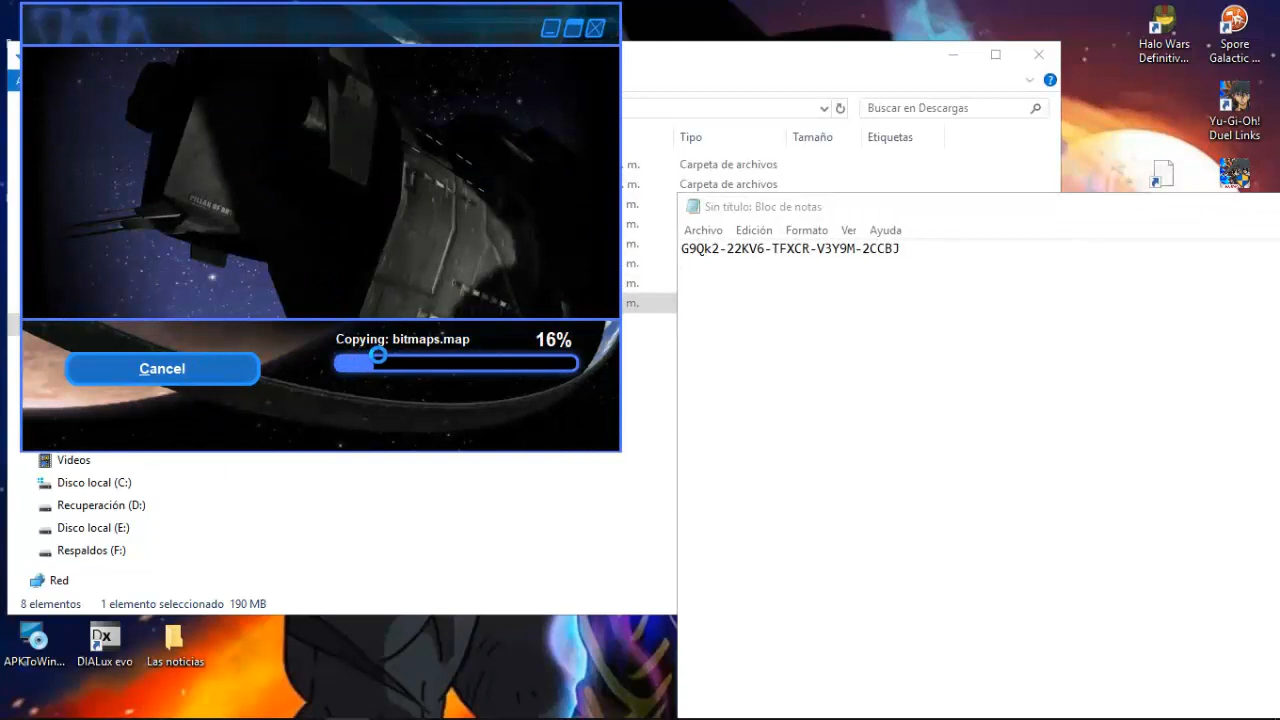 PILLAR OF
Copying: bitmaps.map
16%
Cancel
Buscar en Descargas
Tipo
Tamaño
Etiquetas
m.
Carpeta de archivos
m.
Carpeta de archivos
m.
m.
m.
m.
m.
m.
Sin título: Bloc de notas
Archivo
Edición
Formato
Ver
Ayuda
G9Qk2-22KV6-TFXCR-V3Y9M-2CCBJ
Videos
Disco local (C:)
Recuperación (D:)
Disco local (E:)
Respaldos (F:)
Red
8 elementos
1 elemento seleccionado
190 MB
Halo Wars
Definitiv...
Spore
Galactic ...
Yu-Gi-Oh!
Duel Links
APKToWin...
Dx
DIALux evo
Las noticias